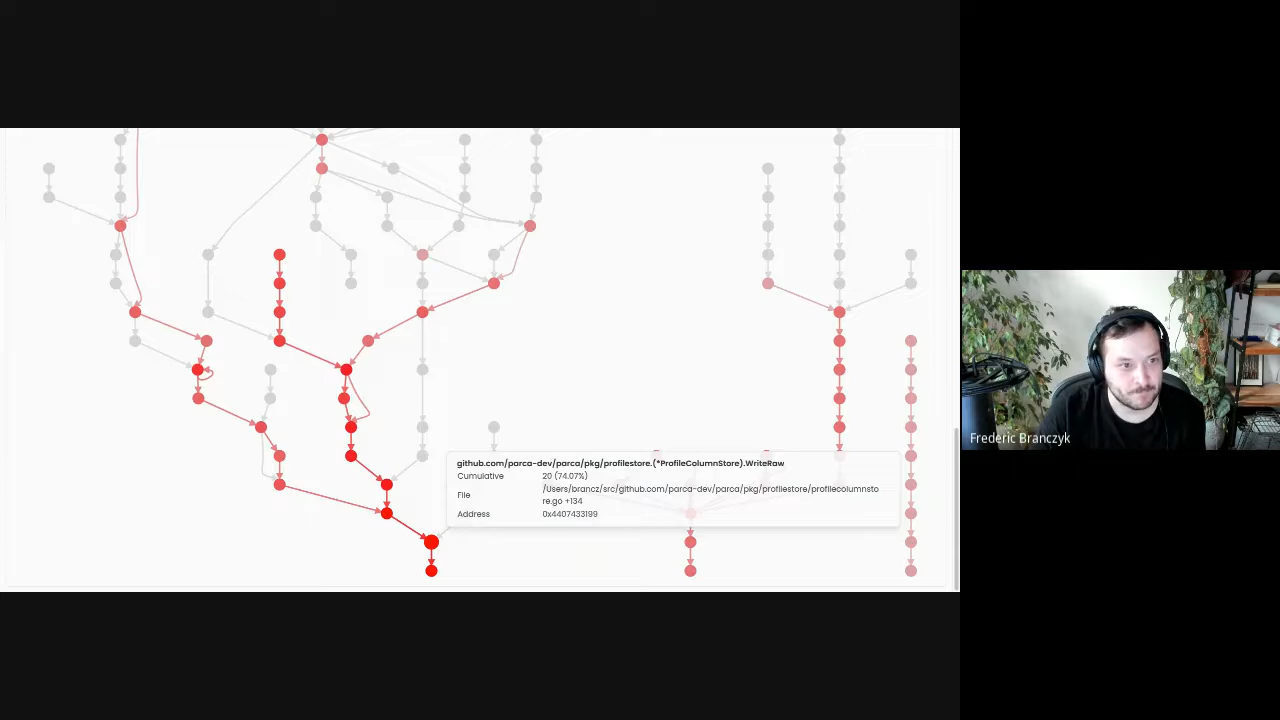 github.com/parca-dev/parca/pkg/profilestore.(*ProfileColumnStore).WriteRaw
Cumulative 20 (74.07%)
File /Users/brancz/src/github.com/parca-dev/parca/pkg/profilestore/profilecolumnsto
re.go +134
Address 0x4407433199
Frederic Branczyk